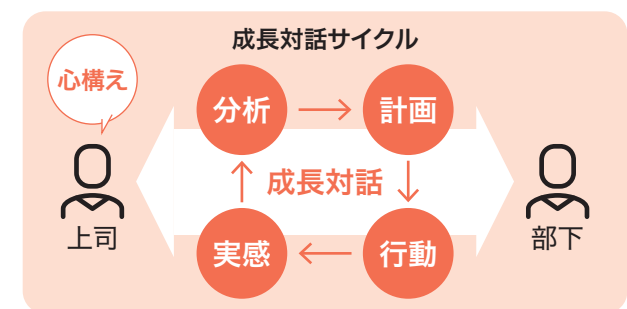 成長対話サイクル
心構え
分析
計画
成長対話
実感
行動
上司
部下